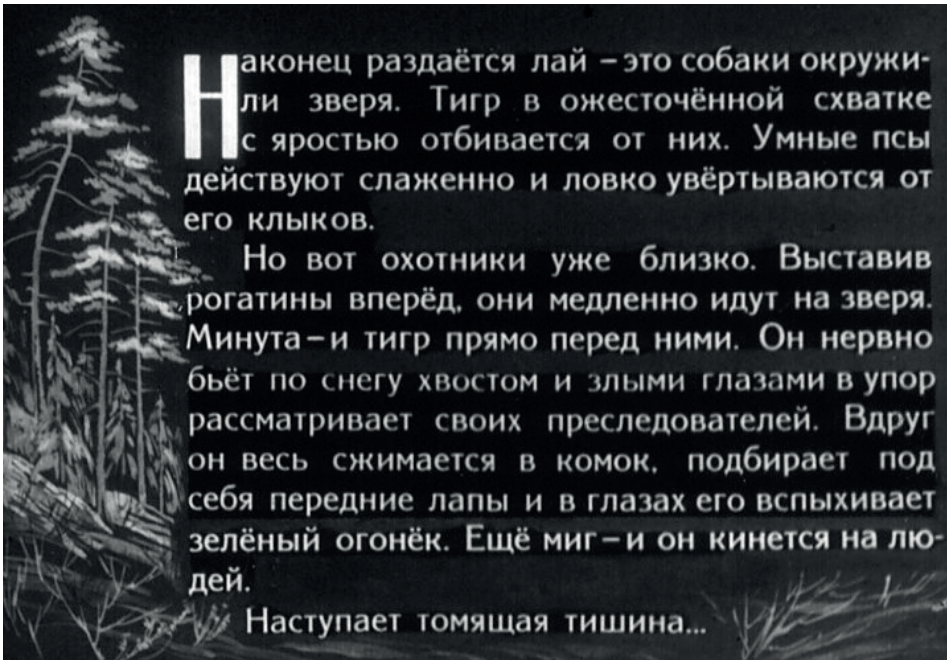 Наконец раздаётся лай – это собаки окружи-
ли зверя. Тигр в ожесточённой схватке
с яростью отбивается от них. Умные псы
действуют слаженно и ловко увёртываются от
его клыков.
Но вот охотники уже близко. Выставив
рогатины вперёд, они медленно идут на зверя.
Минута – и тигр прямо перед ними. Он нервно
бьёт по снегу хвостом и злыми глазами в упор
рассматривает своих преследователей. Вдруг
он весь сжимается в комок, подбирает под
себя передние лапы и в глазах его вспыхивает
зелёный огонёк. Ещё миг – и он кинется на лю-
дей.
Наступает томящая тишина...